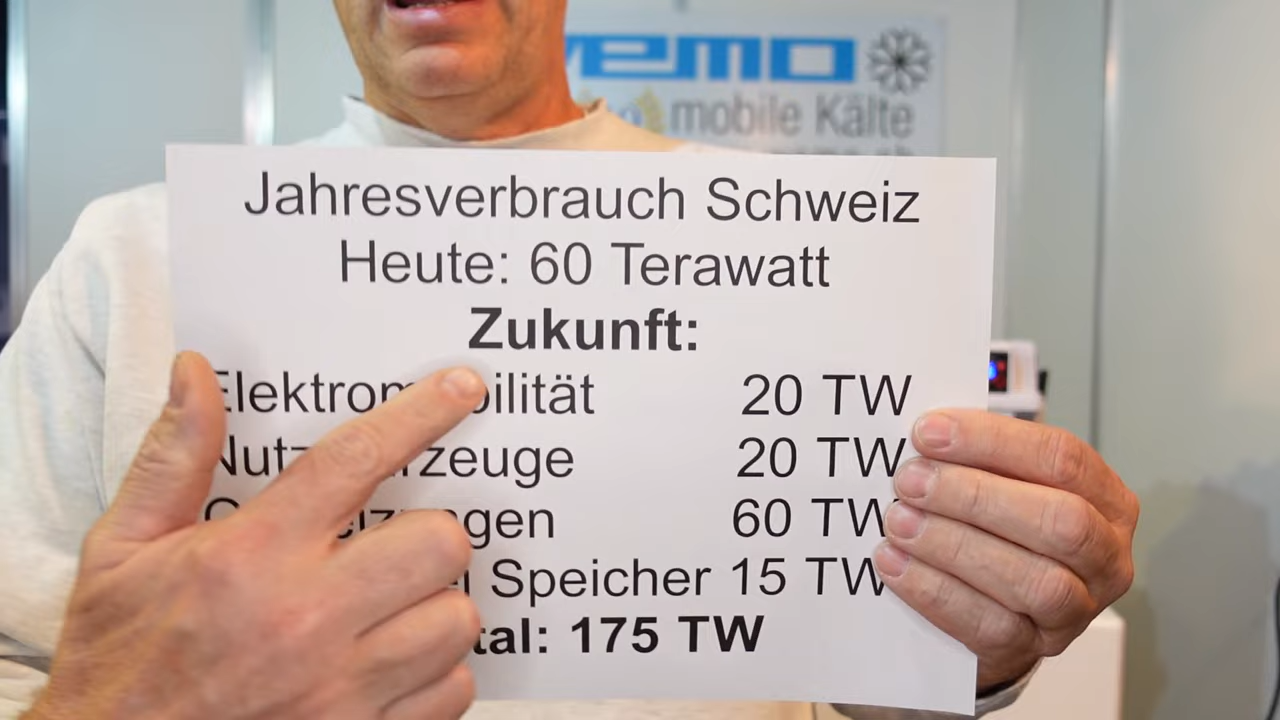 mobile Kälte
Jahresverbrauch Schweiz
Heute: 60 Terawatt
Zukunft:
Elektromobilität 20 TW
20 TW
60 TW
Speicher 15 TW
175 TW